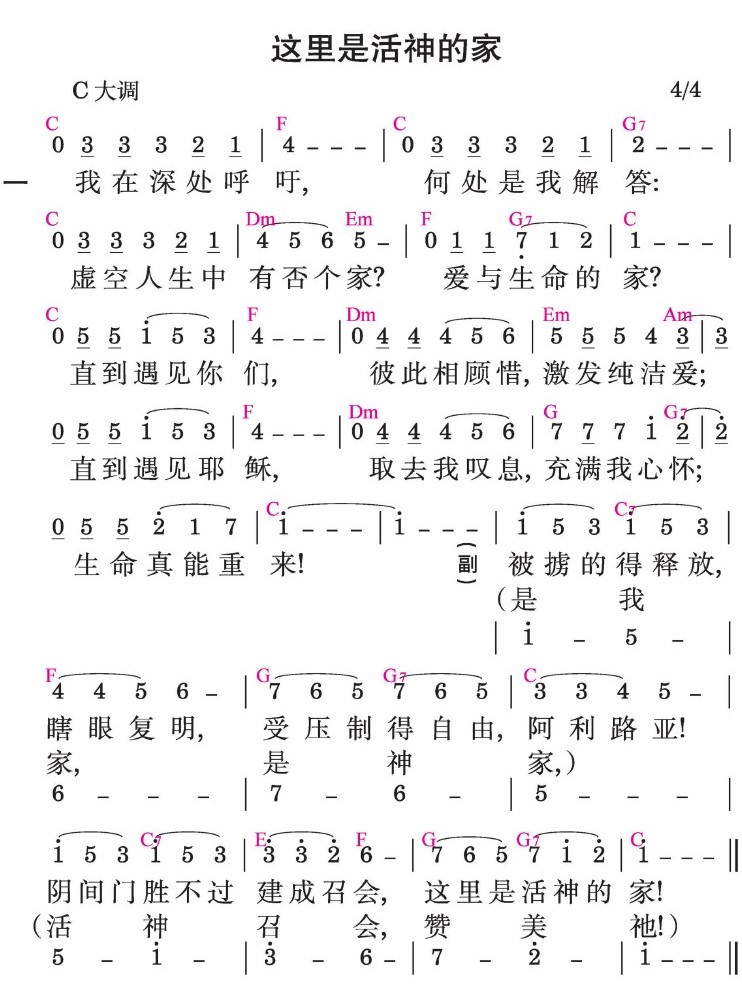 这里是活神的家
C 大调 4/4
C F C G7
0 3 3 3 2 1 | 4 - - - | 0 3 3 3 2 1 | 2 - - - |
一 我在深处呼 吁, 何处是我解 答:
C Dm Em F G7 C
0 3 3 3 2 1 | 4 5 6 5 - | 0 1 1 7 1 2 | 1 - - - |
虚空人生中 有否个家? 爱与生命的 家?
C F Dm Em Am
0 5 5 i 5 3 | 4 - - - | 0 4 4 4 5 6 | 5 5 5 4 3 | 3
直到遇见你 们, 彼此相顾惜, 激发纯洁爱;
F Dm G G7
0 5 5 i 5 3 | 4 - - - | 0 4 4 4 5 6 | 7 7 7 i 2 | 2
直到遇见耶 稣, 取去我叹息, 充满我心怀;
C C7
0 5 5 2 1 7 | i - - - | i - - - | i 5 3 i 5 3 |
生命真能重 来! (副) 被掳的得释放,
(是 我
| i - 5 - |
F G G7 C
4 4 5 6 - | 7 6 5 7 6 5 | 3 3 4 5 - |
瞎眼复明, 受压制得自由, 阿利路亚!
家, 是 神 家,)
6 - - - | 7 - 6 - | 5 - - - |
C7 E F G G7 C
i 5 3 i 5 3 | 3 3 2 6 - | 7 6 5 7 i 2 | i - - - ‖
阴间门胜不过 建成召会, 这里是活神的 家!
(活 神 召 会, 赞 美 祂!)
5 - i - | 3 - 6 - | 7 - 2 - | i - - - ‖